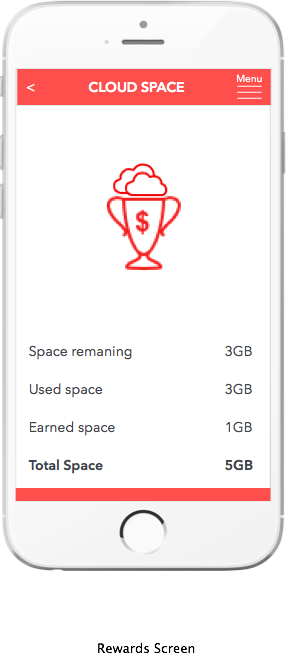 Menu
< CLOUD SPACE
$
Space remaning 3GB
Used space 3GB
Earned space 1GB
Total Space 5GB
Rewards Screen